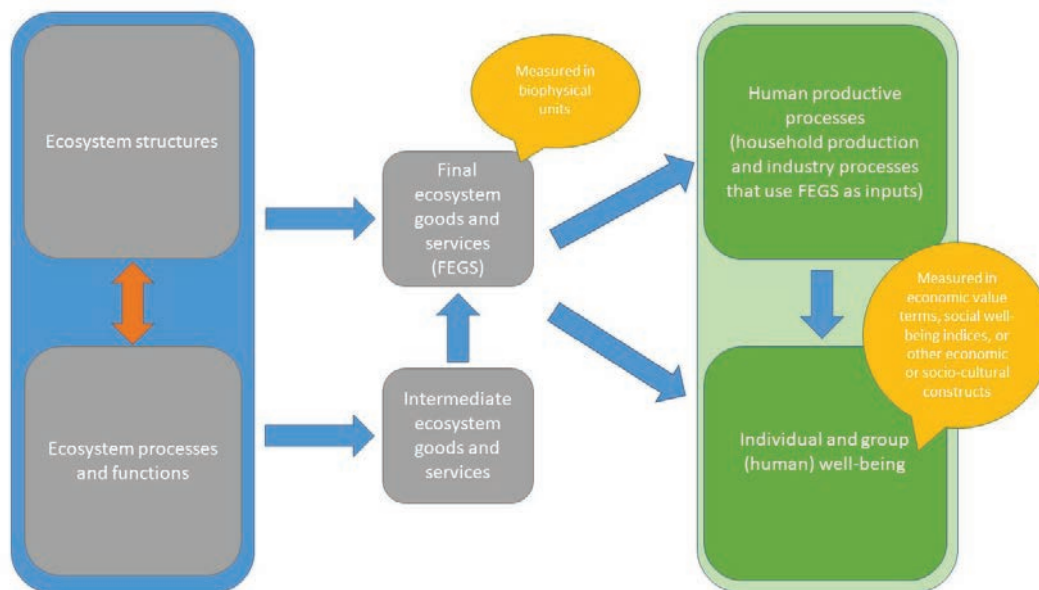 Ecosystem structures
Ecosystem processes
and functions
Measured in
biophysical
units
Final
ecosystem
goods and
services
(FEGS)
Intermediate
ecosystem
goods and
services
Human productive
processes
(household production
and industry processes
that use FEGS as inputs)
Measured in
economic value
terms, social well-
being indices, or
other economic
or socio-cultural
constructs
Individual and group
(human) well-being